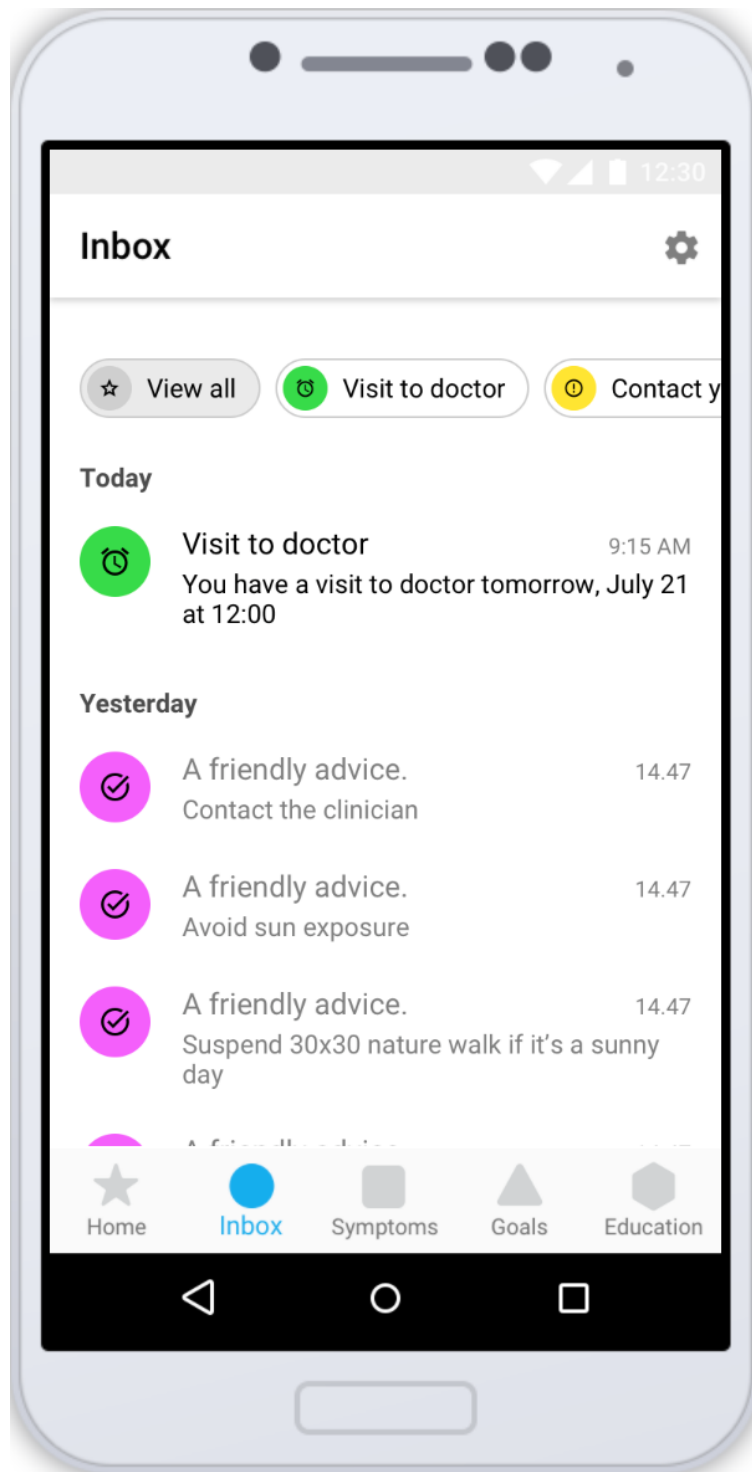 12:30
Inbox
View all
Visit to doctor
Contact y
Today
Visit to doctor
9:15 AM
You have a visit to doctor tomorrow, July 21
at 12:00
Yesterday
A friendly advice.
14.47
Contact the clinician
A friendly advice.
14.47
Avoid sun exposure
A friendly advice.
14.47
Suspend 30x30 nature walk if it’s a sunny
day
Home
Inbox
Symptoms
Goals
Education